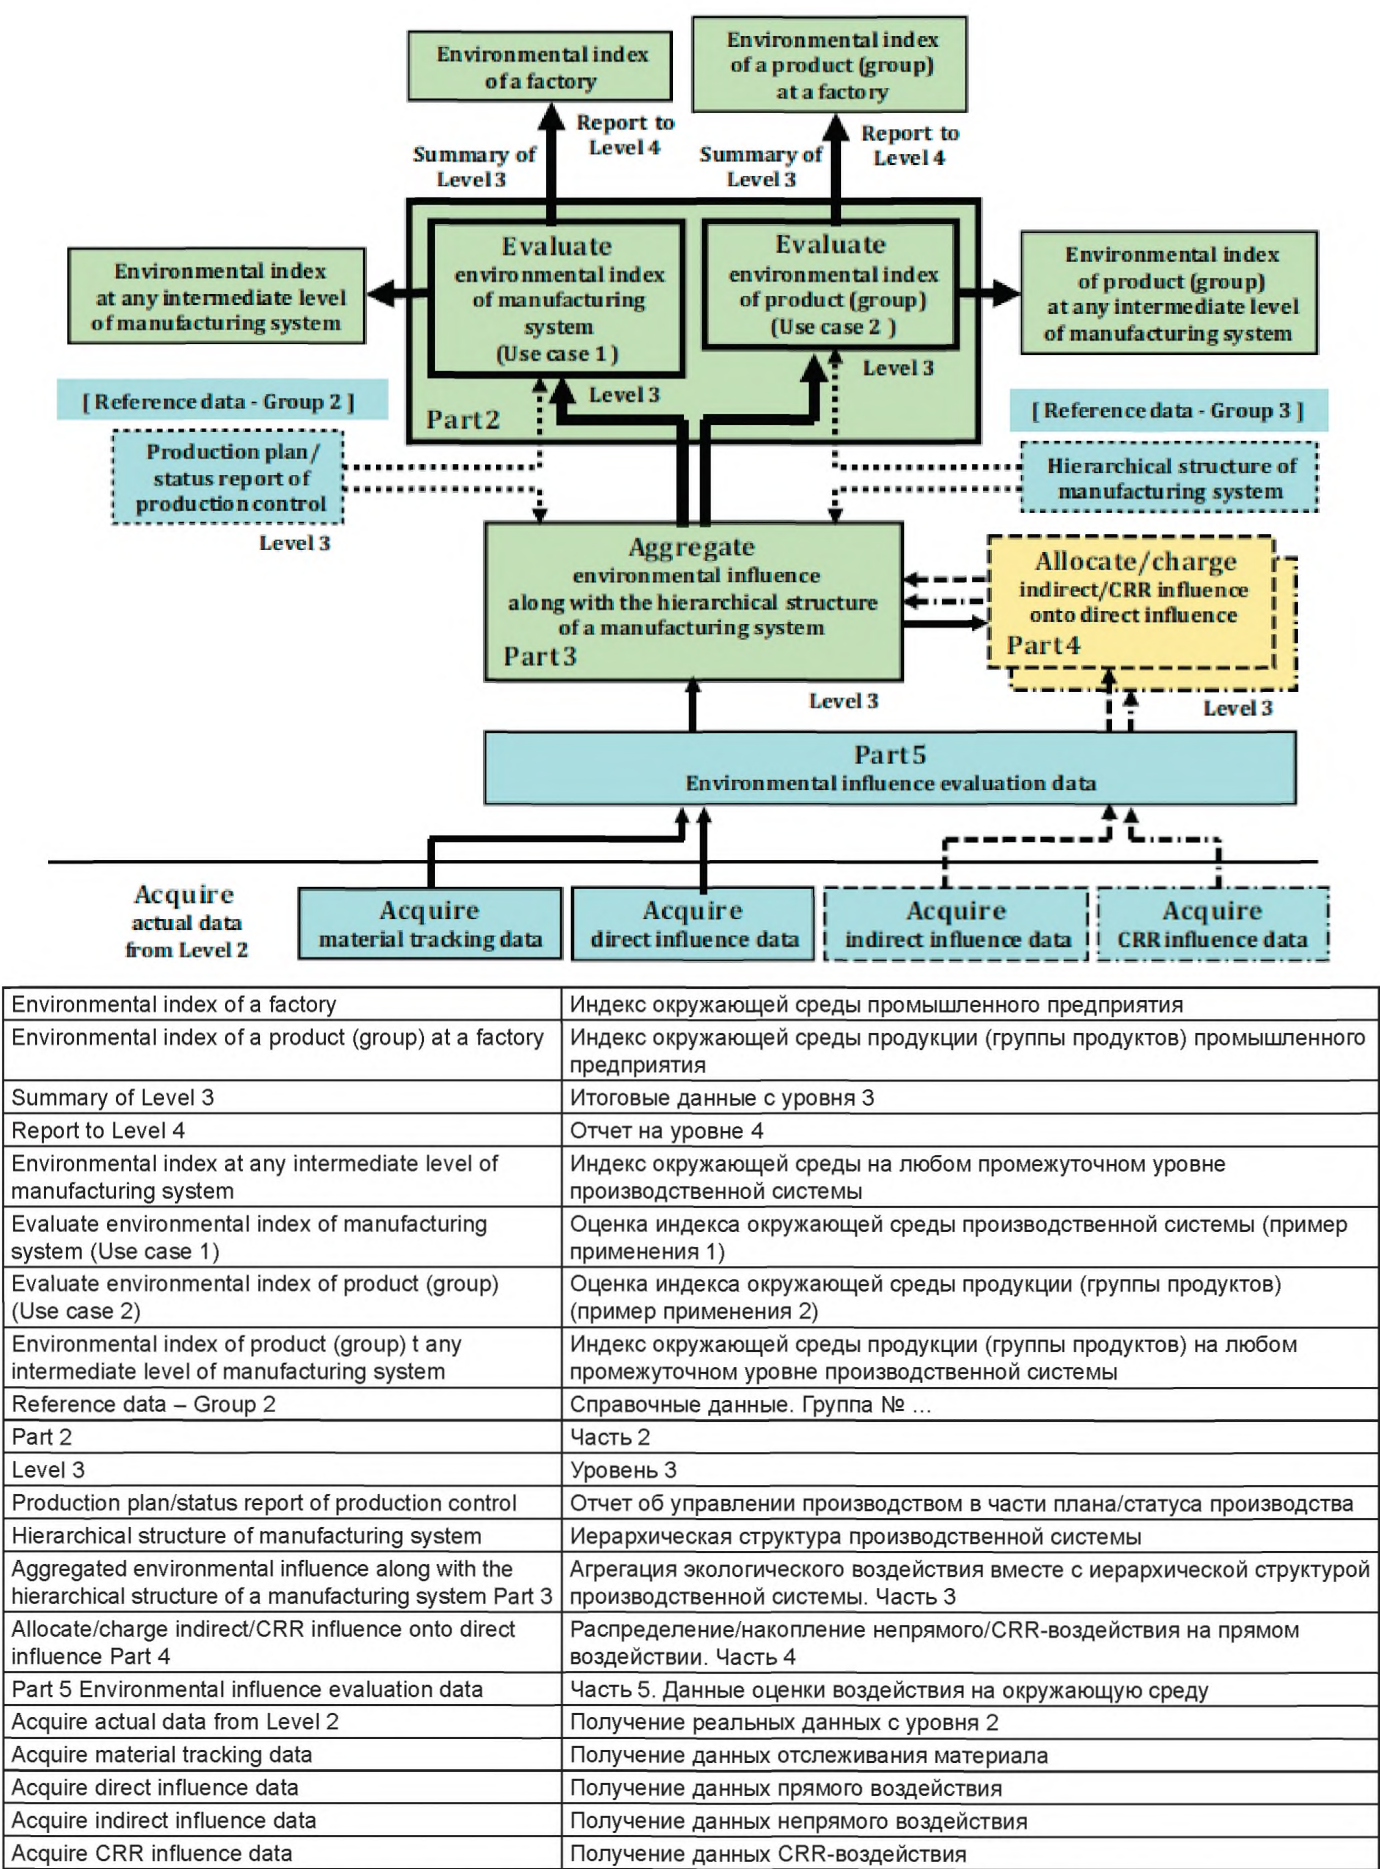 Environmental index
of a factory
Environmental index
of a product (group)
at a factory
Report to
Level 4
Summary of
Level 3
Report to
Level 4
Summary of
Level 3
Evaluate
environmental index
of manufacturing
system
(Use case 1 )
Evaluate
environmental index
of product (group)
(Use case 2 )
Environmental index
at any intermediate level
of manufacturing system
Environmental index
of product (group)
at any intermediate level
of manufacturing system
Level 3
Level 3
Part 2
[ Reference data - Group 2 ]
[ Reference data - Group 3 ]
Production plan/
status report of
production control
Level 3
Hierarchical structure of
manufacturing system
Aggregate
environmental influence
along with the hierarchical structure
of a manufacturing system
Part 3
Level 3
Allocate/charge
indirect/CRR influence
onto direct influence
Part 4
Level 3
Part 5
Environmental influence evaluation data
Acquire
actual data
from Level 2
Acquire
material tracking data
Acquire
direct influence data
Acquire
indirect influence data
Acquire
CRR influence data
Environmental index of a factory
Индекс окружающей среды промышленного предприятия
Environmental index of a product (group) at a factory
Индекс окружающей среды продукции (группы продуктов) промышленного
предприятия
Summary of Level 3
Итоговые данные с уровня 3
Report to Level 4
Отчет на уровне 4
Environmental index at any intermediate level of
manufacturing system
Индекс окружающей среды на любом промежуточном уровне
производственной системы
Evaluate environmental index of manufacturing
system (Use case 1)
Оценка индекса окружающей среды производственной системы (пример
применения 1)
Evaluate environmental index of product (group)
(Use case 2)
Оценка индекса окружающей среды продукции (группы продуктов)
(пример применения 2)
Environmental index of product (group) t any
intermediate level of manufacturing system
Индекс окружающей среды продукции (группы продуктов) на любом
промежуточном уровне производственной системы
Reference data – Group 2
Справочные данные. Группа № ...
Part 2
Часть 2
Level 3
Уровень 3
Production plan/status report of production control
Отчет об управлении производством в части плана/статуса производства
Hierarchical structure of manufacturing system
Иерархическая структура производственной системы
Aggregated environmental influence along with the
hierarchical structure of a manufacturing system Part 3
Агрегация экологического воздействия вместе с иерархической структурой
производственной системы. Часть 3
Allocate/charge indirect/CRR influence onto direct
influence Part 4
Распределение/накопление непрямого/CRR-воздействия на прямом
воздействии. Часть 4
Part 5 Environmental influence evaluation data
Часть 5. Данные оценки воздействия на окружающую среду
Acquire actual data from Level 2
Получение реальных данных с уровня 2
Acquire material tracking data
Получение данных отслеживания материала
Acquire direct influence data
Получение данных прямого воздействия
Acquire indirect influence data
Получение данных непрямого воздействия
Acquire CRR influence data
Получение данных CRR-воздействия